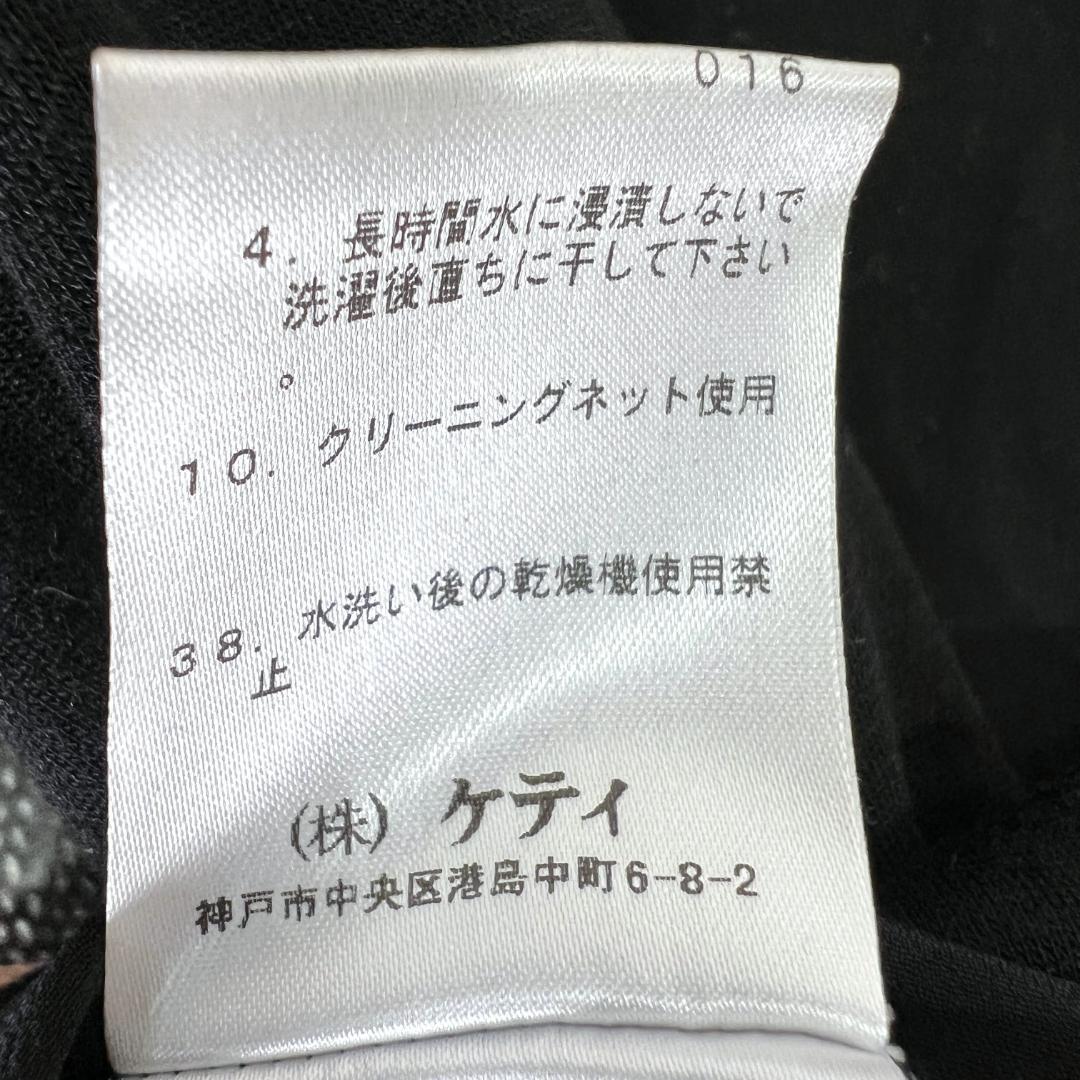 016
4. 長時間水に浸漬しないで
洗濯後直ちに干して下さい
。
10. クリーニングネット使用
38. 水洗い後の乾燥機使用禁
止
(株) ケティ
神戸市中央区港島中町6-8-2